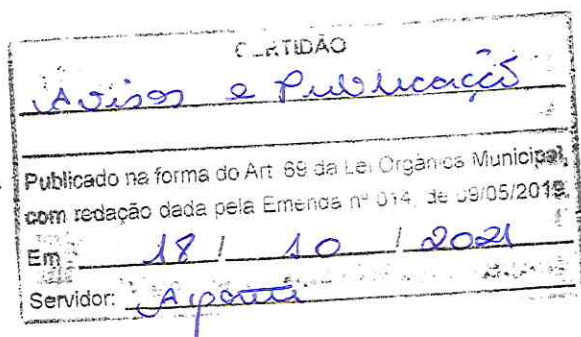 CERTIDÃO
Avisos e Publicação
Publicado na forma do Art. 69 da Lei Orgânica Municipal,
com redação dada pela Emenda nº 014, de 09/05/2019.
Em 18 / 10 / 2021
Servidor: